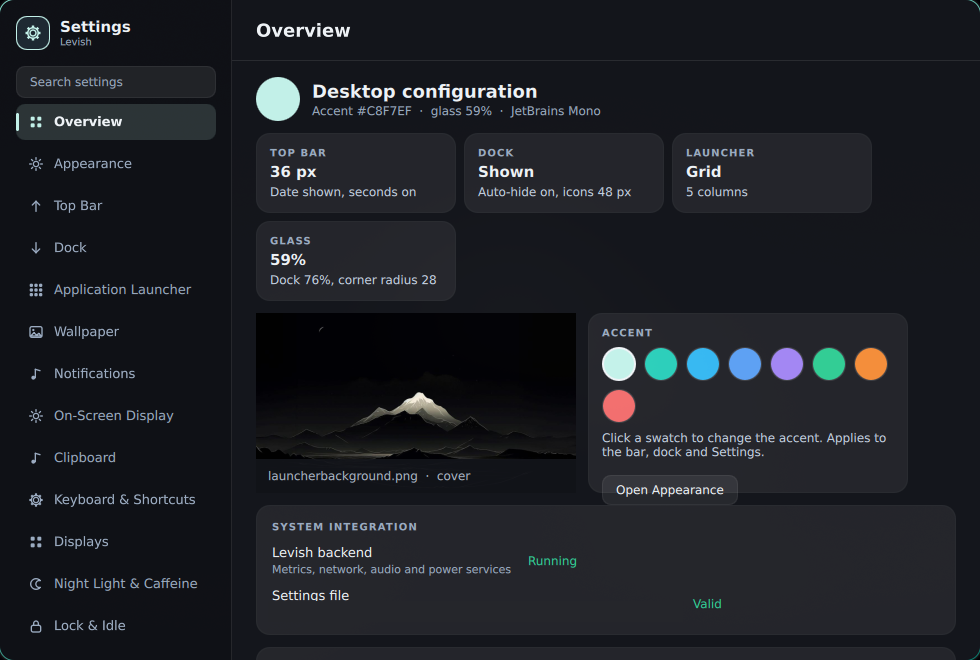 Settings
Levish
Search settings
Overview
Appearance
Top Bar
Dock
Application Launcher
Wallpaper
Notifications
On-Screen Display
Clipboard
Keyboard & Shortcuts
Displays
Night Light & Caffeine
Lock & Idle
Overview
Desktop configuration
Accent #C8F7EF · glass 59% · JetBrains Mono
TOP BAR
36 px
Date shown, seconds on
DOCK
Shown
Auto-hide on, icons 48 px
LAUNCHER
Grid
5 columns
GLASS
59%
Dock 76%, corner radius 28
launcherbackground.png · cover
ACCENT
Click a swatch to change the accent. Applies to
the bar, dock and Settings.
Open Appearance
SYSTEM INTEGRATION
Levish backend
Metrics, network, audio and power services
Running
Settings file
Valid